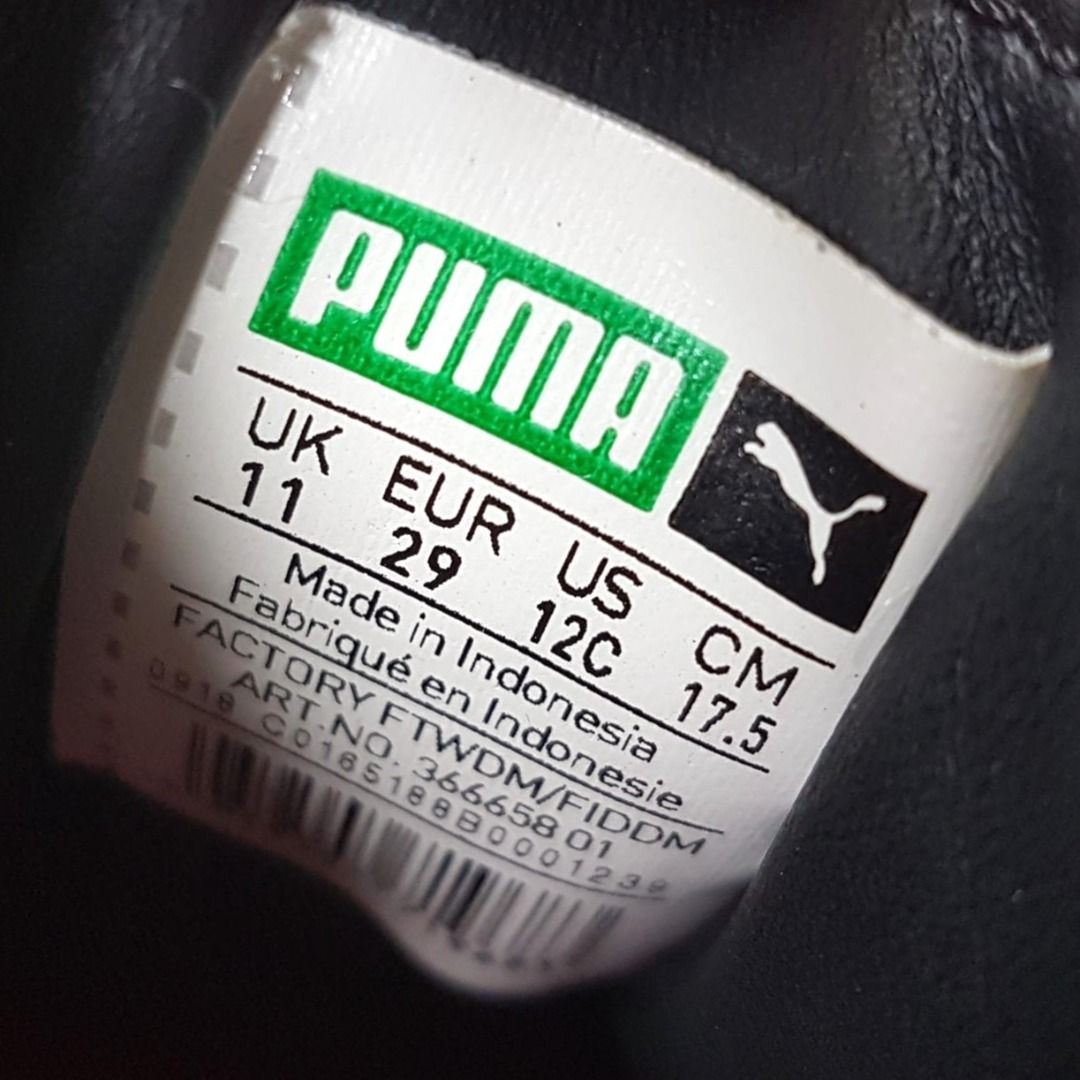 PUMA
UK EUR US CM
11 29 12C 17.5
Made in Indonesia
Fabriqué en Indonesie
FACTORY FTWDM/FIDDM
ART.NO. 366658 01
0918 C0165188B0001239